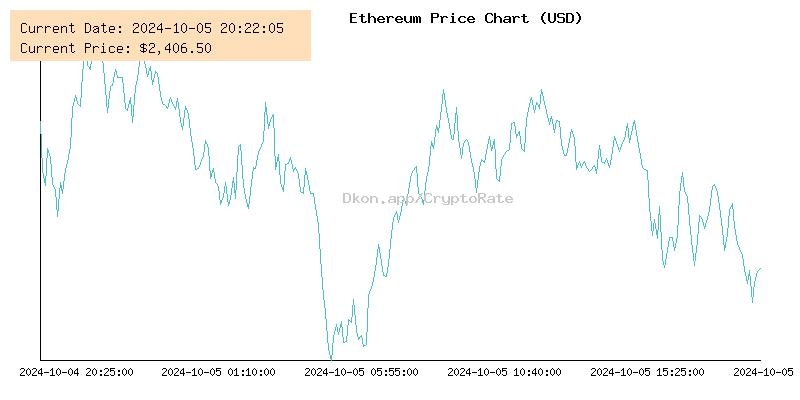 Ethereum Price Chart (USD)
Current Date: 2024-10-05 20:22:05
Current Price: $2,406.50
Dkon.app/CryptoRate
2024-10-04 20:25:00 2024-10-05 01:10:00 2024-10-05 05:55:00 2024-10-05 10:40:00 2024-10-05 15:25:00 2024-10-05